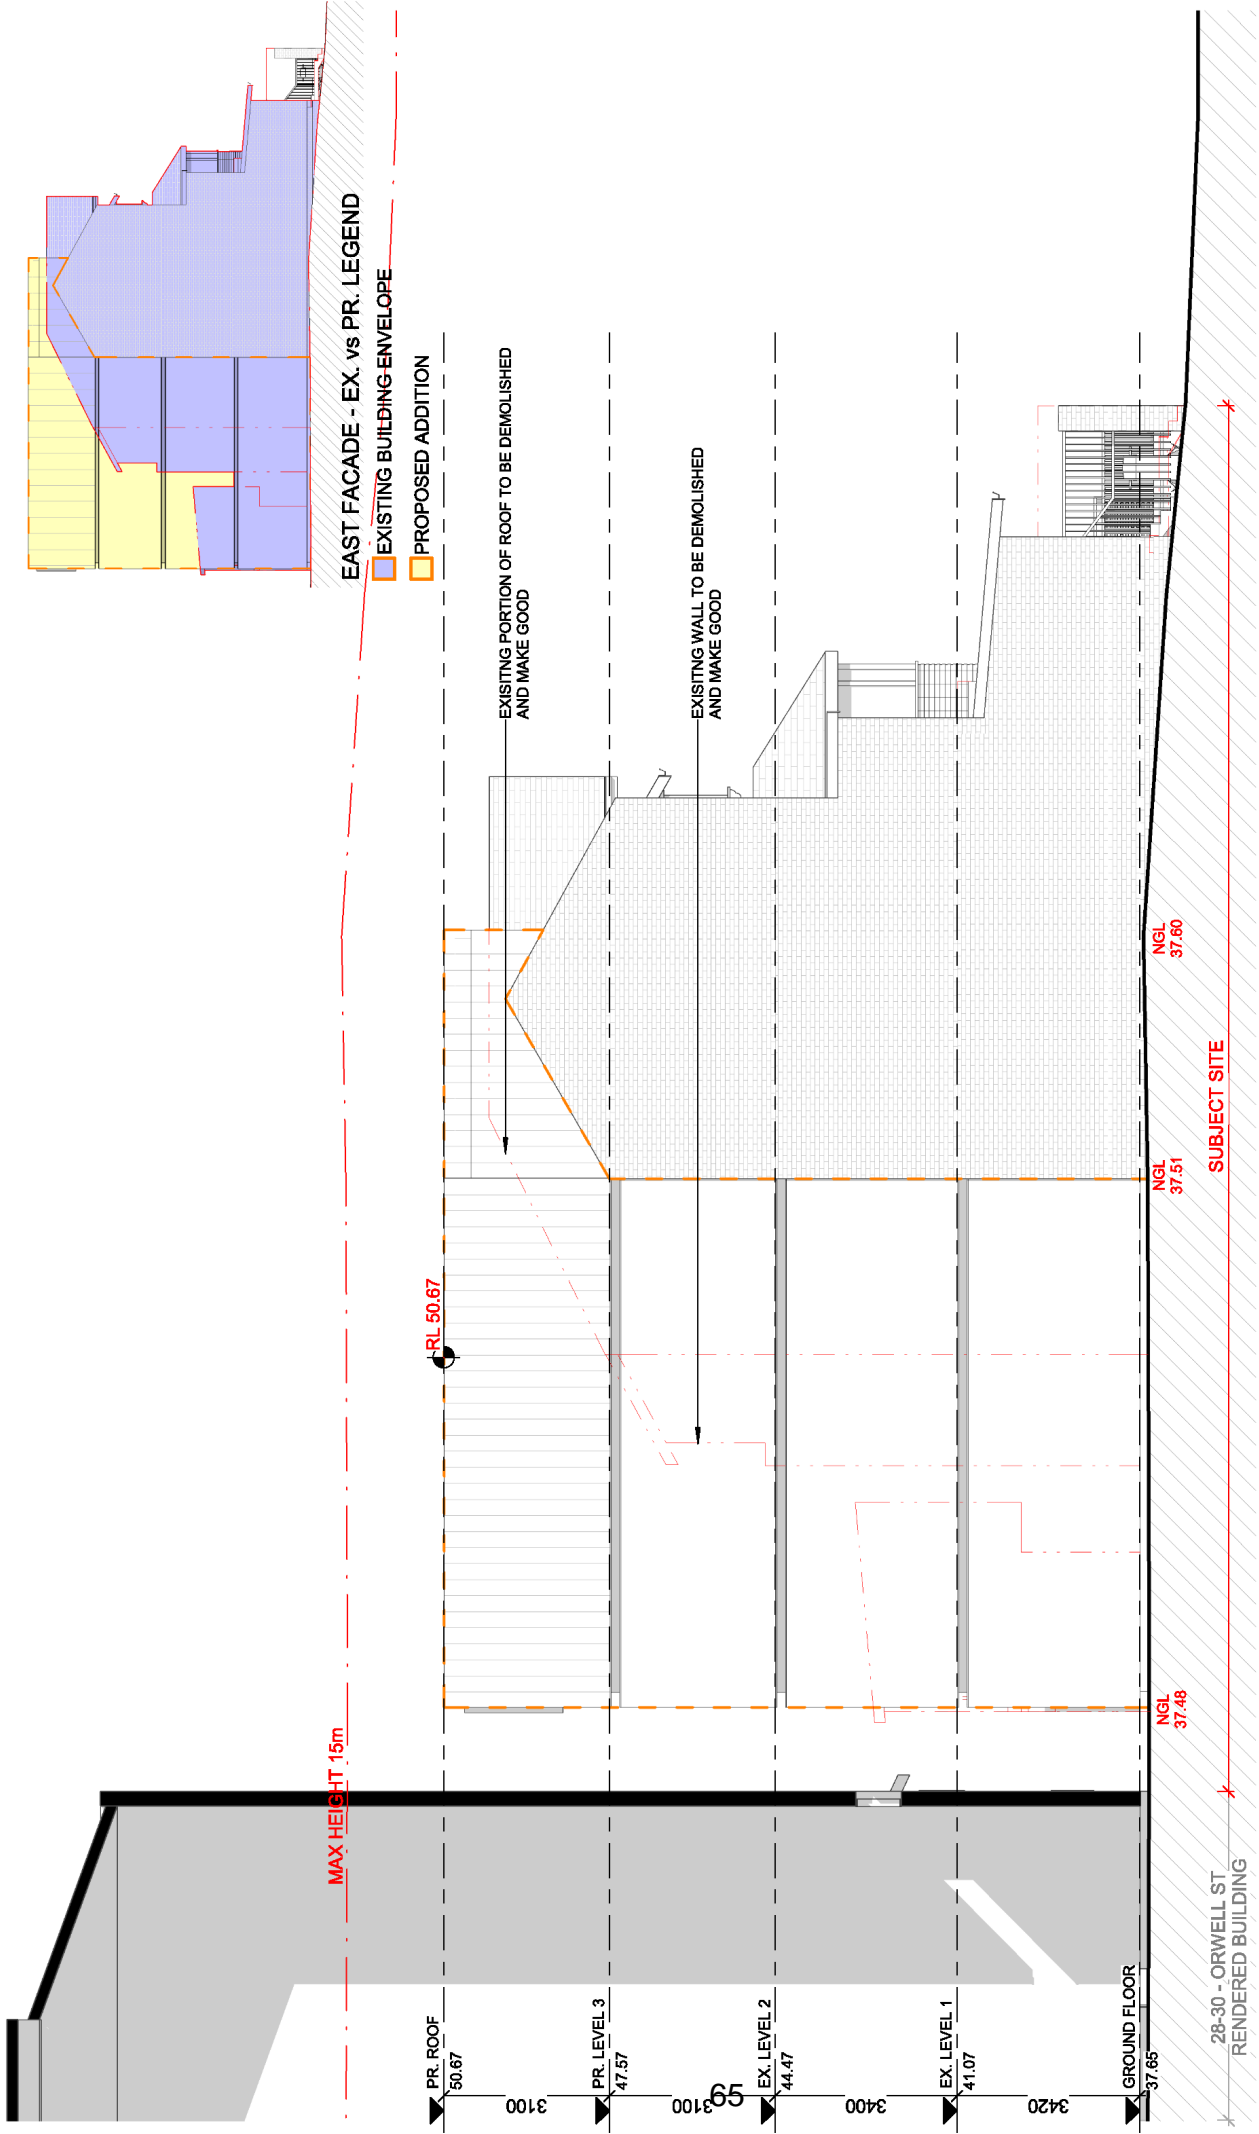 EAST FACADE - EX. vs PR. LEGEND
EXISTING BUILDING ENVELOPE
PROPOSED ADDITION
MAX HEIGHT 15m
RL 50.67
EXISITNG PORTION OF ROOF TO BE DEMOLISHED
AND MAKE GOOD
EXISITNG WALL TO BE DEMOLISHED
AND MAKE GOOD
PR. ROOF
50.67
3100
PR. LEVEL 3
47.57
3100
EX. LEVEL 2
44.47
3400
EX. LEVEL 1
41.07
3420
GROUND FLOOR
37.65
NGL
37.48
NGL
37.51
NGL
37.60
28-30 - ORWELL ST
RENDERED BUILDING
SUBJECT SITE
65